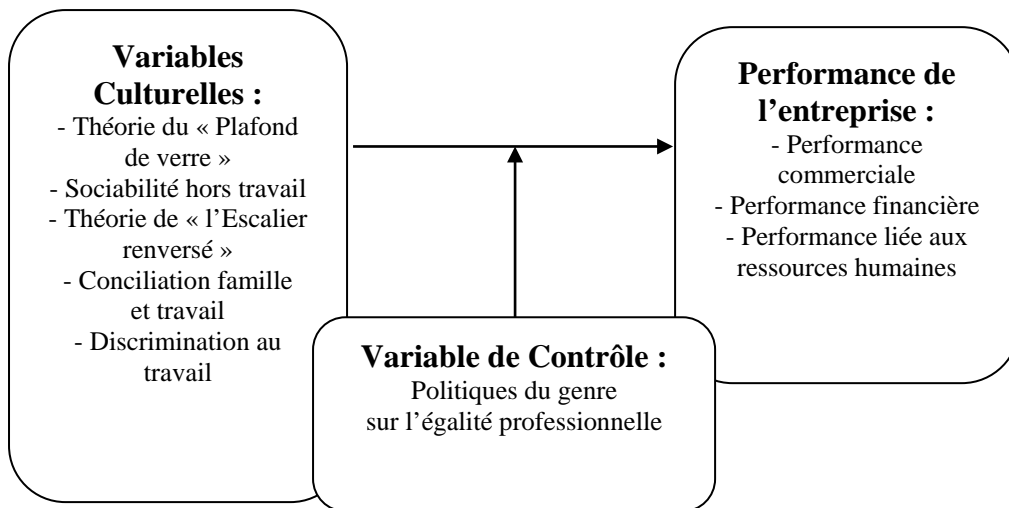 Variables
Culturelles :
- Théorie du « Plafond
de verre »
- Sociabilité hors travail
- Théorie de « l’Escalier
renversé »
- Conciliation famille
et travail
- Discrimination au
travail
Performance de
l’entreprise :
- Performance
commerciale
- Performance financière
- Performance liée aux
ressources humaines
Variable de Contrôle :
Politiques du genre
sur l’égalité professionnelle